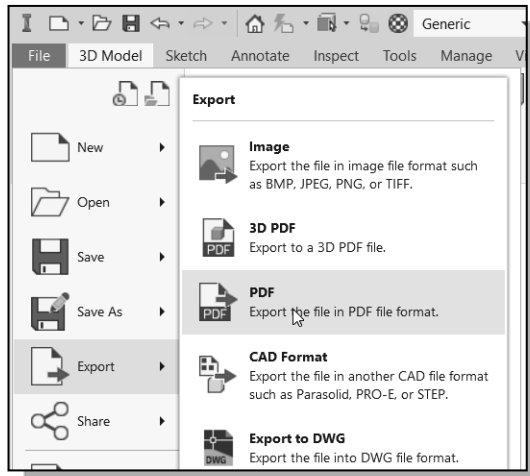 Generic
File
3D Model
Sketch
Annotate
Inspect
Tools
Manage
Export
New
Open
Save
Save As
Export
Share
Image
Export the file in image file format such
as BMP, JPEG, PNG, or TIFF.
3D PDF
PDF
Export to a 3D PDF file.
PDF
PDF
Export the file in PDF file format.
CAD Format
Export the file in another CAD file format
such as Parasolid, PRO-E, or STEP.
Export to DWG
DWG
Export the file into DWG file format.